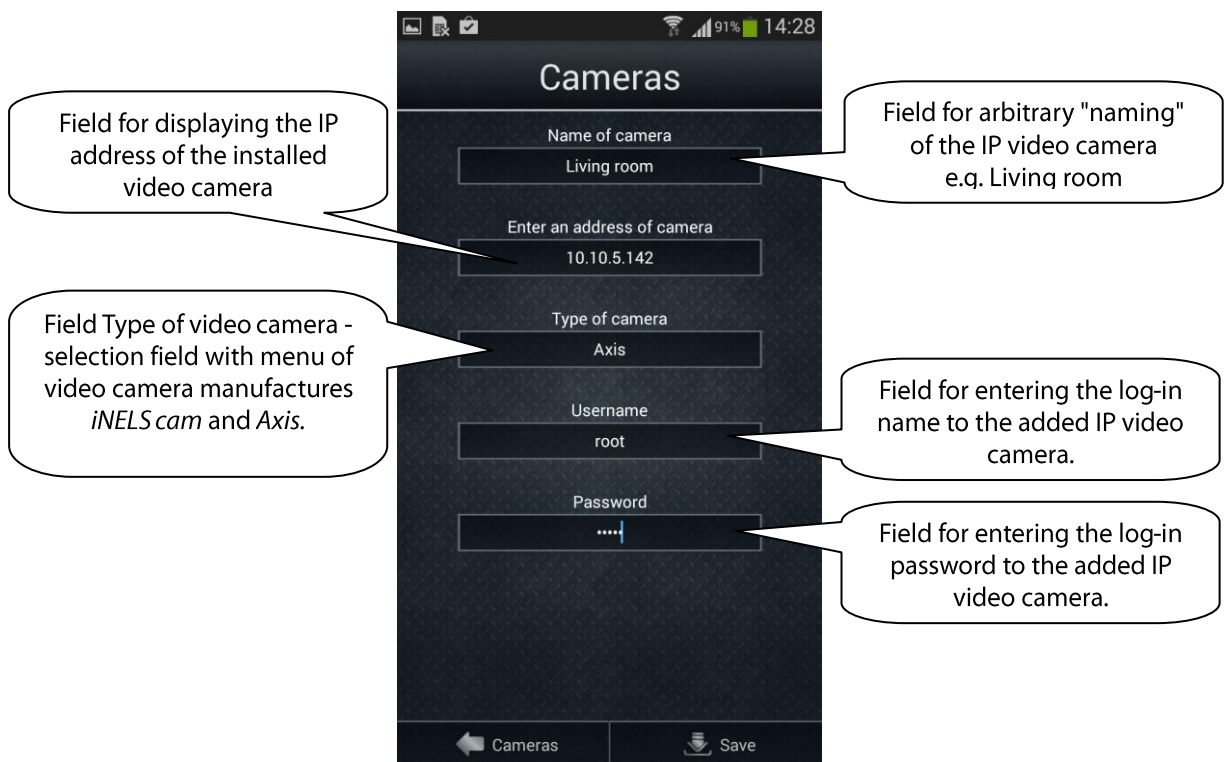 91% 14:28
Cameras
Field for displaying the IP
address of the installed
video camera
Name of camera
Living room
Field for arbitrary "naming"
of the IP video camera
e.g. Living room
Enter an address of camera
10.10.5.142
Field Type of video camera -
selection field with menu of
video camera manufactures
iNELS cam and Axis.
Type of camera
Axis
Username
root
Field for entering the log-in
name to the added IP video
camera.
Password
•••••
Field for entering the log-in
password to the added IP
video camera.
Cameras
Save